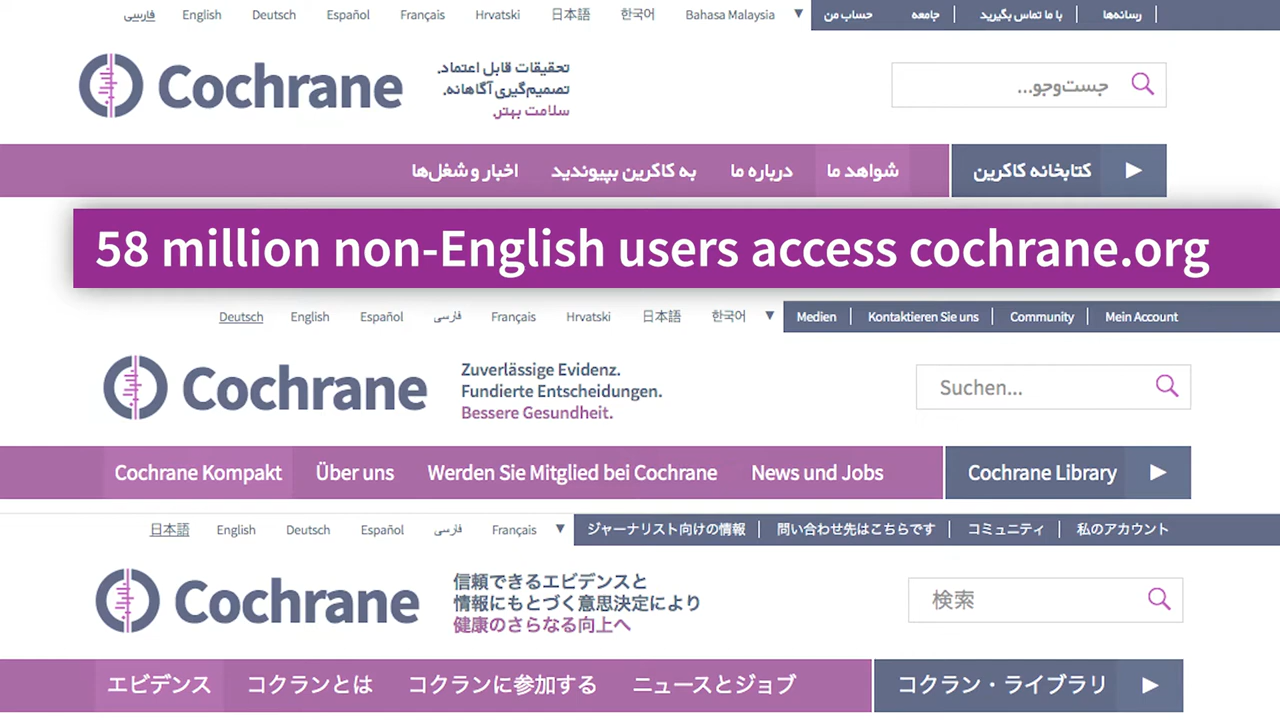 فارسی English Deutsch Español Français Hrvatski 日本語 한국어 Bahasa Malaysia ▼ حساب من جامعه با ما تماس بگیرید رسانه‌ها
Cochrane
تحقیقات قابل اعتماد.
تصمیم‌گیری آگاهانه.
سلامت بهتر.
جست‌وجو...
اخبار و شغل‌ها به کاکرین بپیوندید درباره ما شواهد ما کتابخانه کاکرین
58 million non-English users access cochrane.org
Deutsch English Español فارسی Français Hrvatski 日本語 한국어 ▼ Medien Kontaktieren Sie uns Community Mein Account
Cochrane
Zuverlässige Evidenz.
Fundierte Entscheidungen.
Bessere Gesundheit.
Suchen...
Cochrane Kompakt Über uns Werden Sie Mitglied bei Cochrane News und Jobs Cochrane Library
日本語 English Deutsch Español فارسی Français ▼ ジャーナリスト向けの情報 問い合わせ先はこちらです コミュニティ 私のアカウント
Cochrane
信頼できるエビデンスと
情報にもとづく意思決定により
健康のさらなる向上へ
検索
エビデンス コクランとは コクランに参加する ニュースとジョブ コクラン・ライブラリ